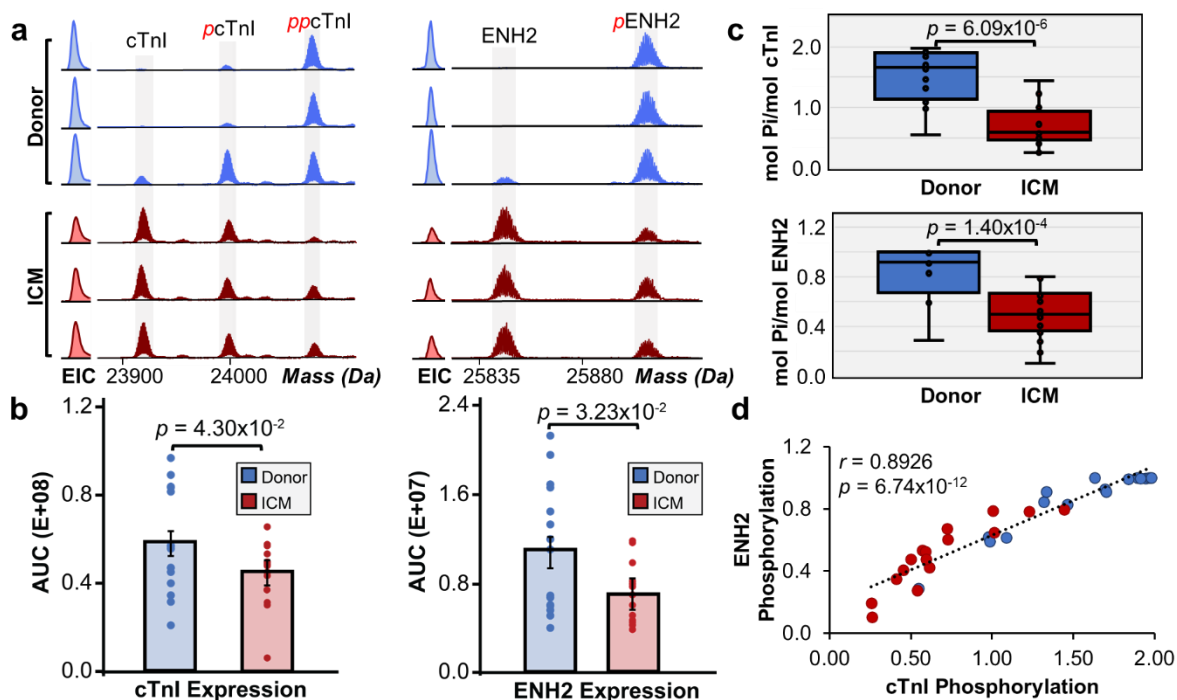 a
cTnI
pcTnI
ppcTnI
ENH2
pENH2
Donor
ICM
EIC
23900
24000
Mass (Da)
EIC
25835
25880
Mass (Da)
b
1.2
0.8
0.4
0.0
AUC (E+08)
p = 4.30x10-2
Donor
ICM
cTnI Expression
2.4
1.6
0.8
0.0
AUC (E+07)
p = 3.23x10-2
Donor
ICM
ENH2 Expression
c
p = 6.09x10-6
2.0
1.0
0.0
mol Pi/mol cTnI
Donor
ICM
p = 1.40x10-4
1.2
0.8
0.4
0.0
mol Pi/mol ENH2
Donor
ICM
d
r = 0.8926
p = 6.74x10-12
1.2
0.8
0.4
0.0
ENH2
Phosphorylation
0.00
0.50
1.00
1.50
2.00
cTnI Phosphorylation